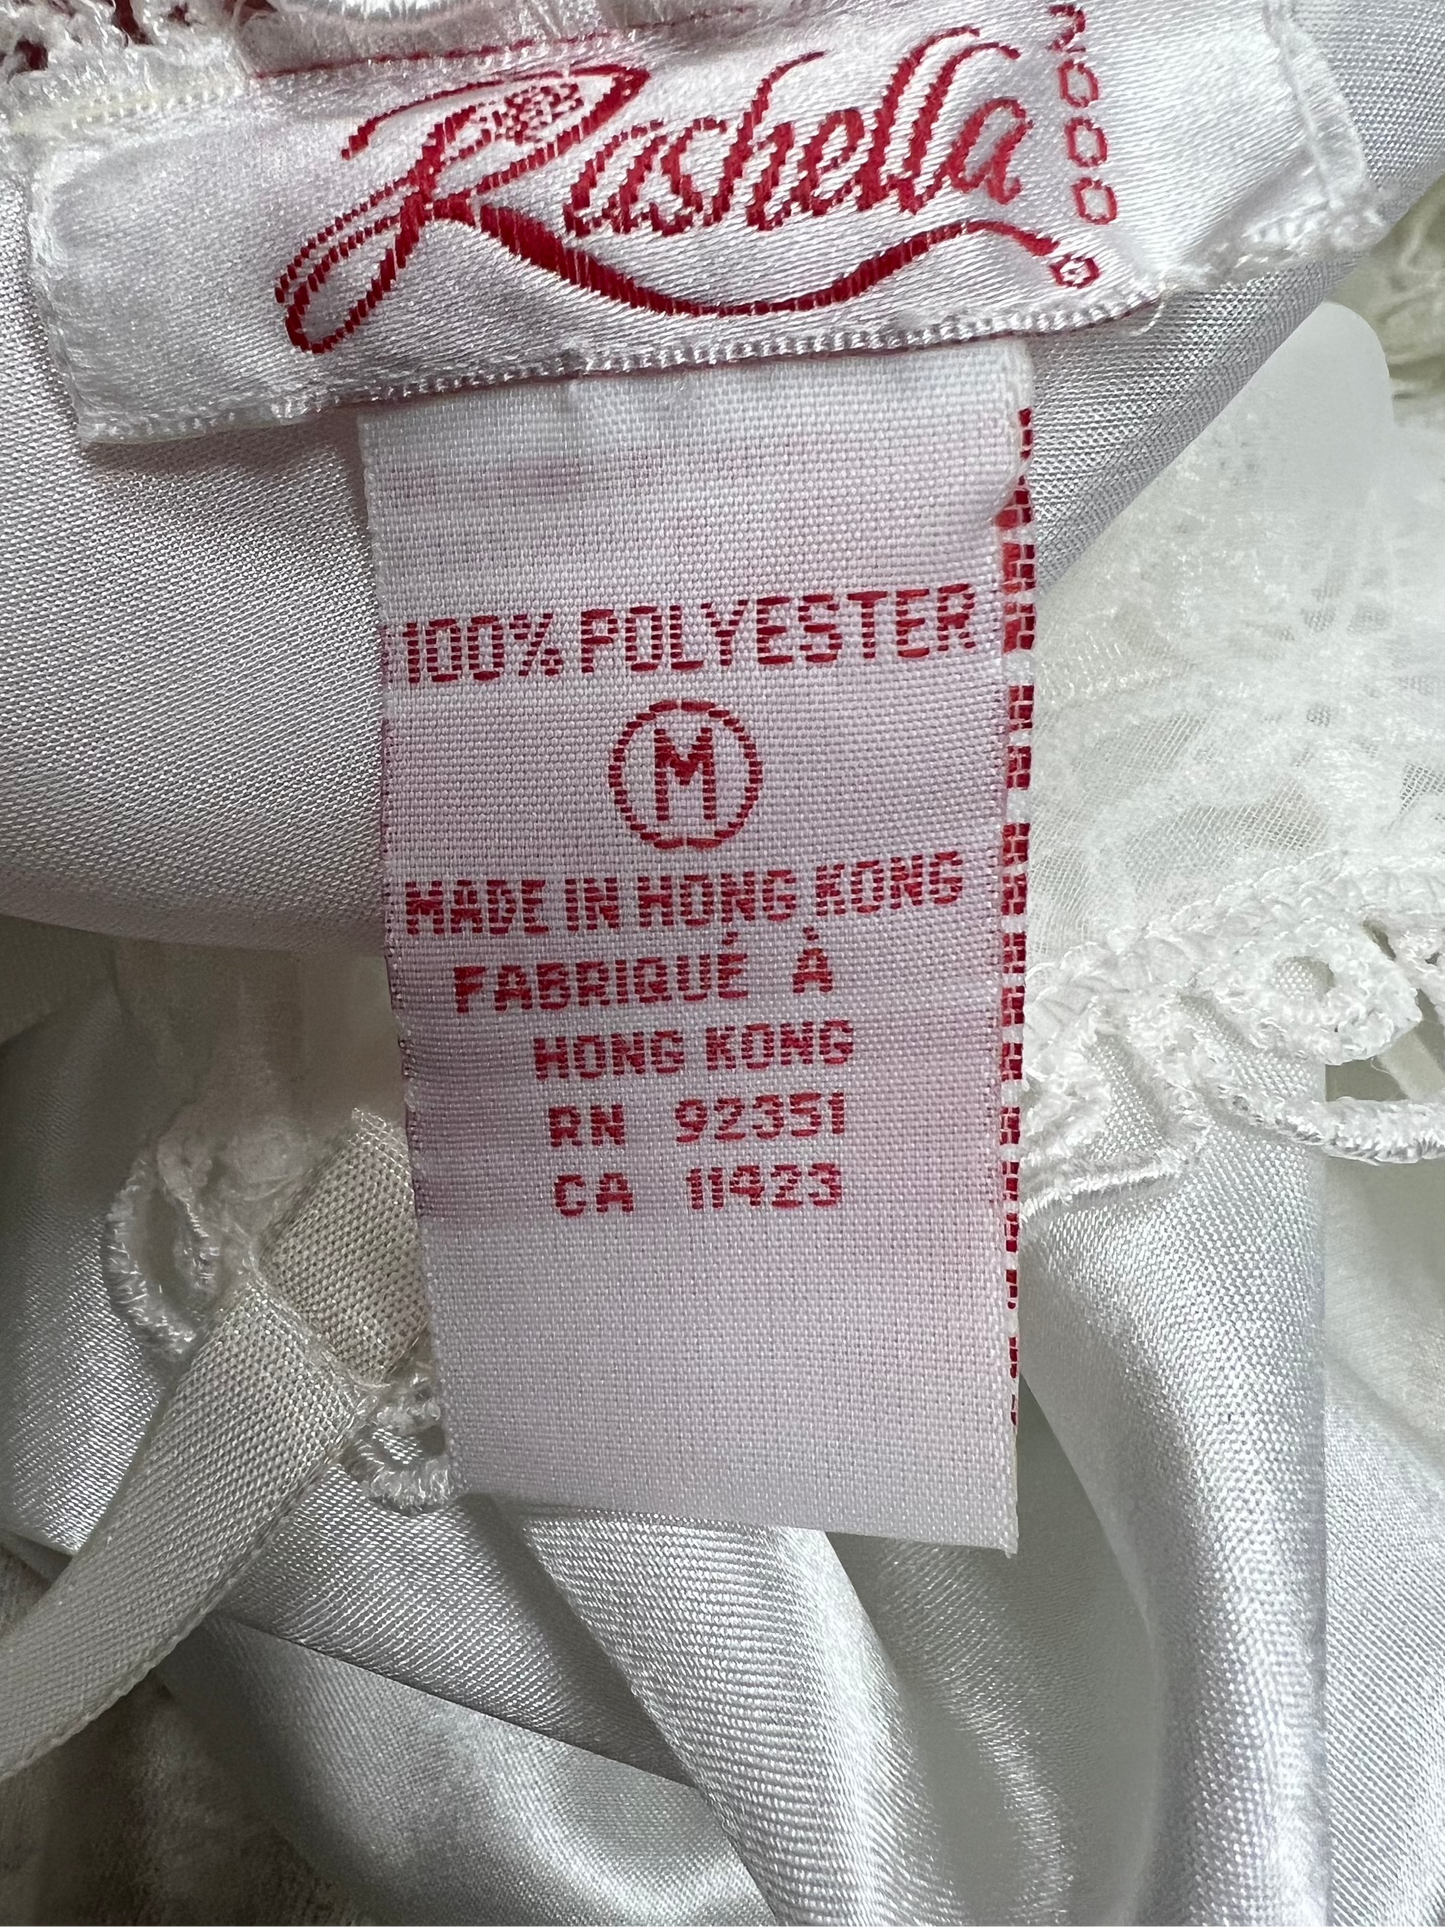 Rashella
2000
®
100% POLYESTER
M
MADE IN HONG KONG
FABRIQUÉ À
HONG KONG
RN 92351
CA 11423